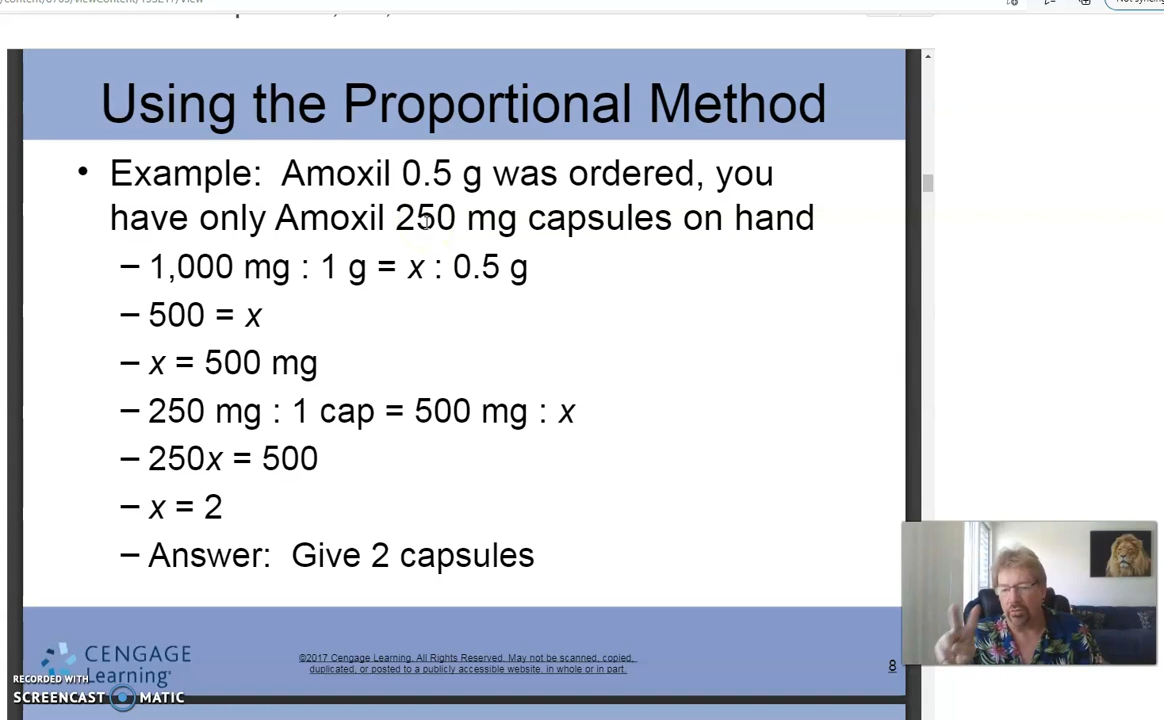 Using the Proportional Method
• Example: Amoxil 0.5 g was ordered, you
have only Amoxil 250 mg capsules on hand
– 1,000 mg : 1 g = x : 0.5 g
– 500 = x
– x = 500 mg
– 250 mg : 1 cap = 500 mg : x
– 250x = 500
– x = 2
– Answer: Give 2 capsules
CENGAGE
Learning®
©2017 Cengage Learning. All Rights Reserved. May not be scanned, copied,
duplicated, or posted to a publicly accessible website, in whole or in part.
8
RECORDED WITH
SCREENCAST MATIC